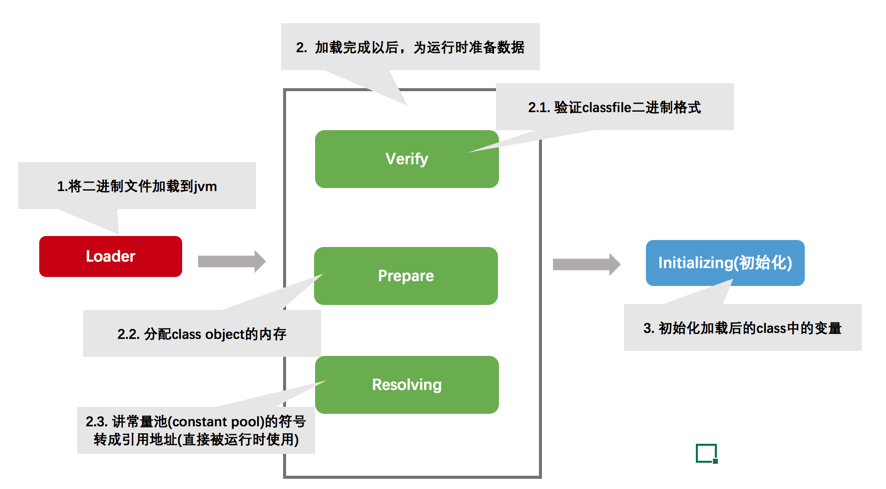 2. 加载完成以后，为运行时准备数据
2.1. 验证classfile二进制格式
Verify
1.将二进制文件加载到jvm
Loader
Prepare
Initializing(初始化)
2.2. 分配class object的内存
3. 初始化加载后的class中的变量
Resolving
2.3. 讲常量池(constant pool)的符号
转成引用地址(直接被运行时使用)